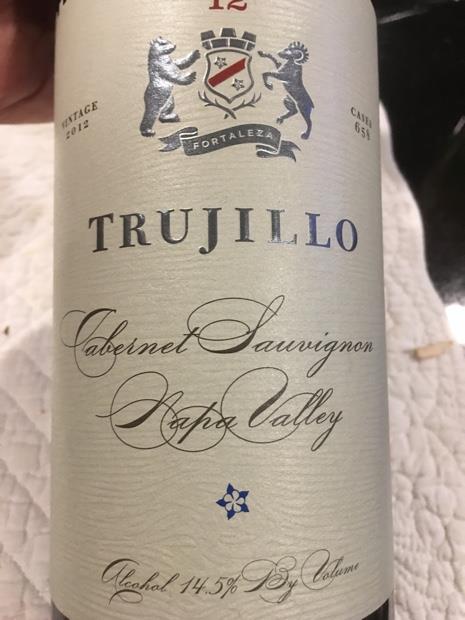 12
VINTAGE
2012
CASES
658
FORTALEZA
TRUJILLO
Cabernet Sauvignon
Napa Valley
Alcohol 14.5% By Volume